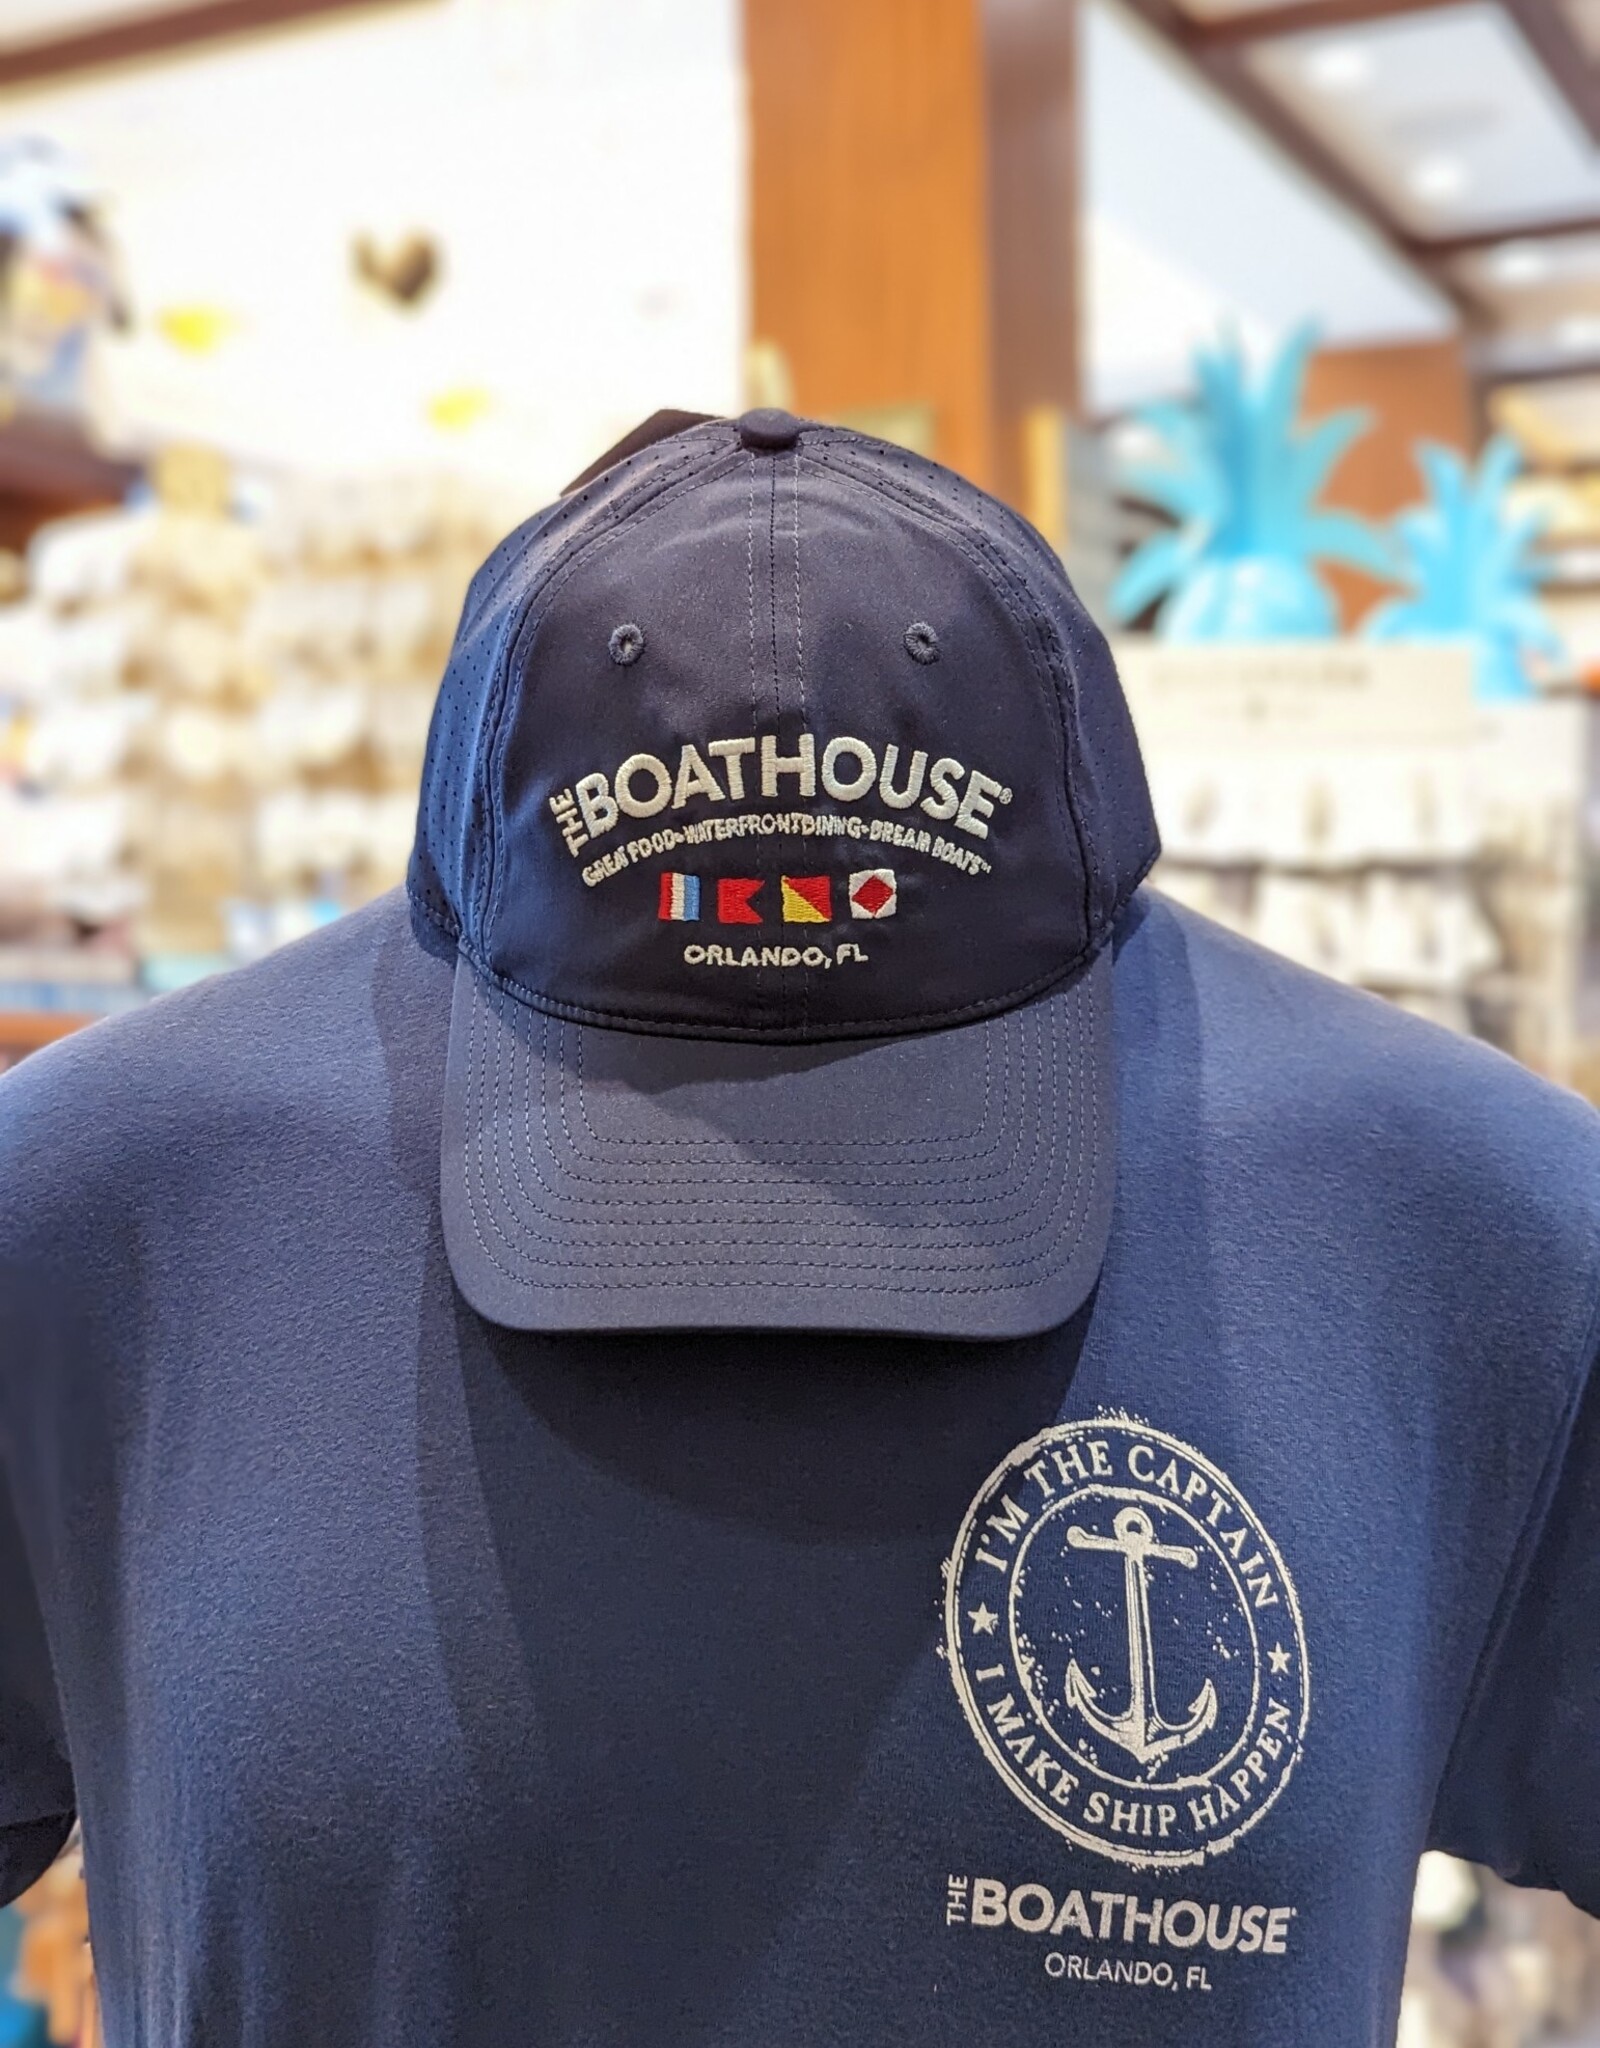 THE BOATHOUSE®
GREAT FOOD • WATERFRONT DINING • DREAM BOATS™
ORLANDO, FL
I'M THE CAPTAIN
★ I MAKE SHIP HAPPEN ★
THE BOATHOUSE®
ORLANDO, FL